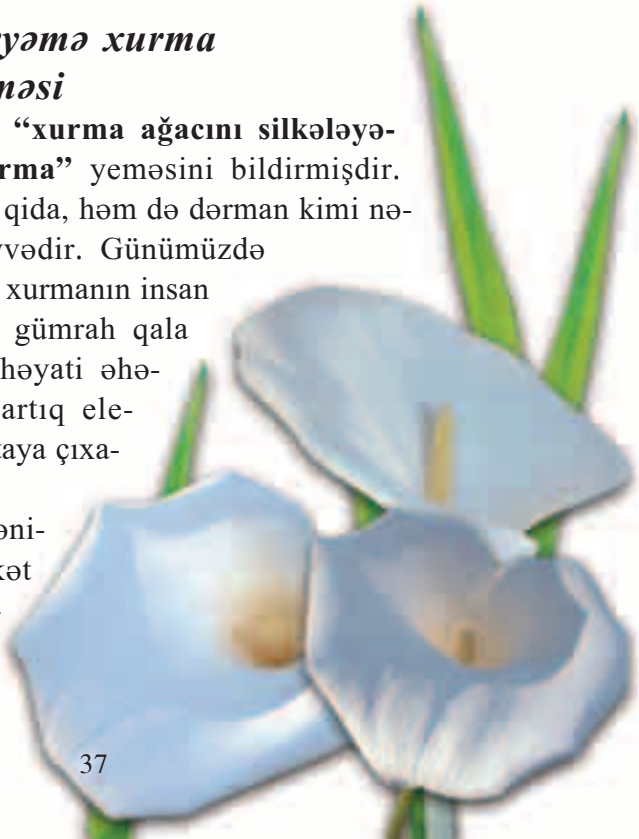 yəmə xurma
məsi
“xurma ağacını silkələyə-
rma” yeməsini bildirmişdir.
qida, həm də dərman kimi nə-
vədir. Günümüzdə
xurmanın insan
gümrah qala
həyati əhə-
artıq ele-
taya çıxa-
əni-
kət
37